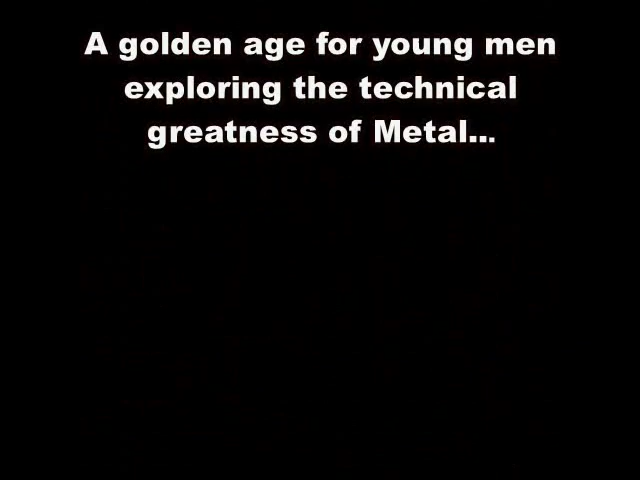 A golden age for young men
exploring the technical
greatness of Metal...